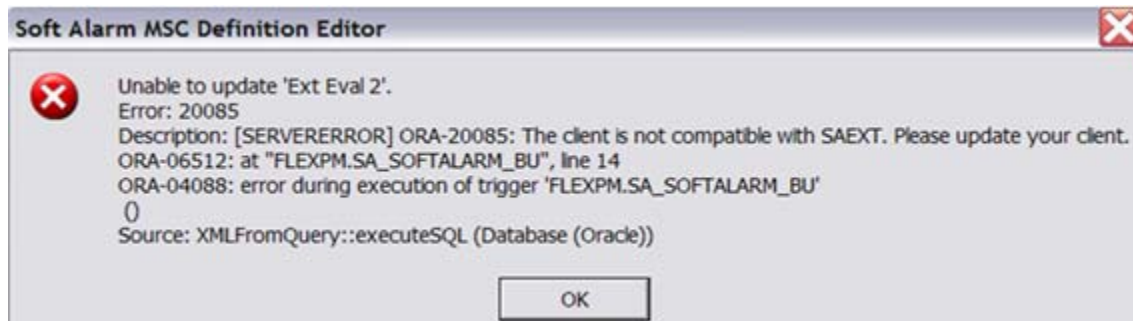 Soft Alarm MSC Definition Editor
Unable to update 'Ext Eval 2'.
Error: 20085
Description: [SERVERERROR] ORA-20085: The client is not compatible with SAEXT. Please update your client.
ORA-06512: at "FLEXPM.SA_SOFTALARM_BU", line 14
ORA-04088: error during execution of trigger 'FLEXPM.SA_SOFTALARM_BU'
()
Source: XMLFromQuery::executeSQL (Database (Oracle))
OK